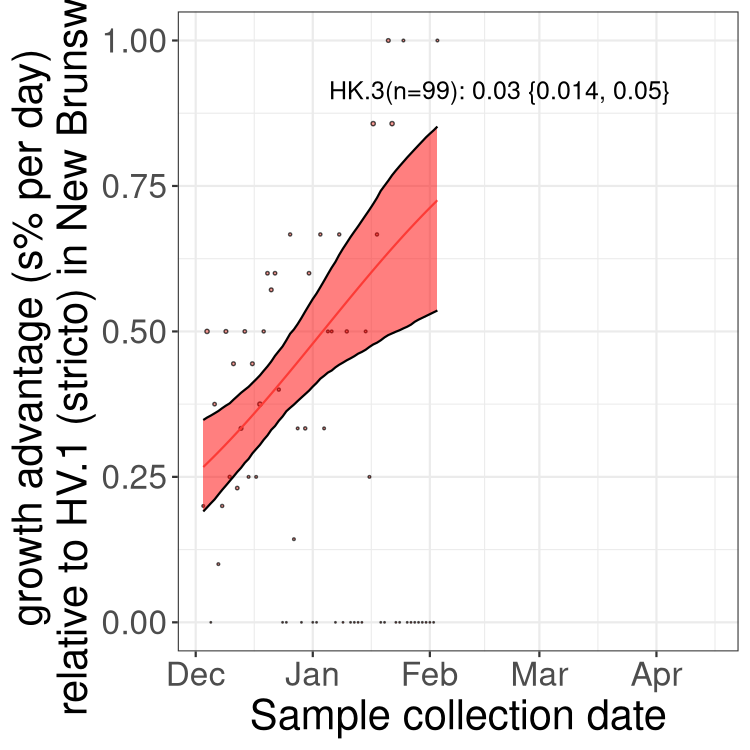 growth advantage (s% per day)
relative to HV.1 (stricto) in New Brunsw
1.00
0.75
0.50
0.25
0.00
HK.3(n=99): 0.03 {0.014, 0.05}
Dec Jan Feb Mar Apr
Sample collection date